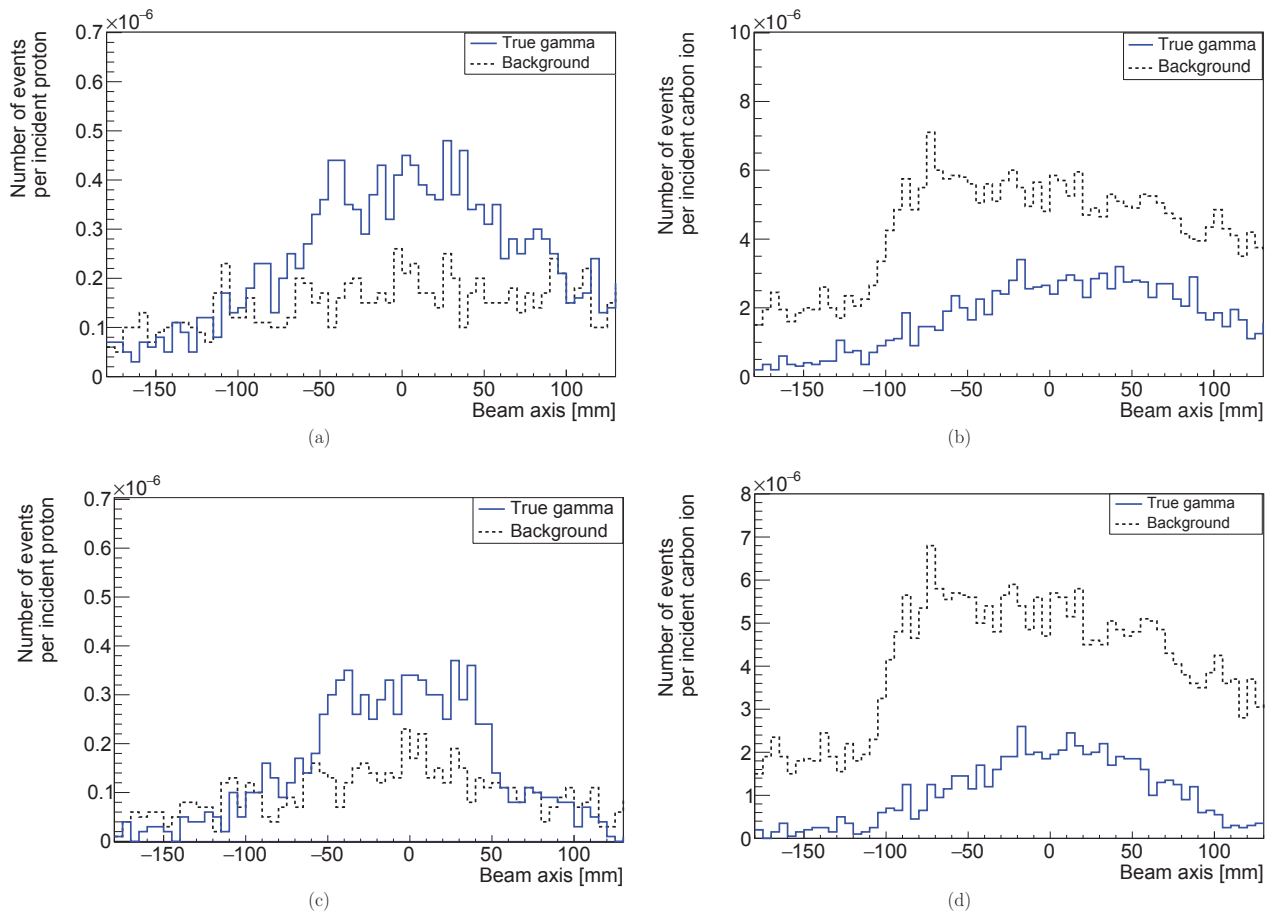 ×10⁻⁶
Number of events
per incident proton
0.7
0.6
0.5
0.4
0.3
0.2
0.1
0
True gamma
Background
−150 −100 −50 0 50 100
Beam axis [mm]
(a)
×10⁻⁶
Number of events
per incident carbon ion
10
8
6
4
2
0
True gamma
Background
−150 −100 −50 0 50 100
Beam axis [mm]
(b)
×10⁻⁶
Number of events
per incident proton
0.7
0.6
0.5
0.4
0.3
0.2
0.1
0
True gamma
Background
−150 −100 −50 0 50 100
Beam axis [mm]
(c)
×10⁻⁶
Number of events
per incident carbon ion
8
7
6
5
4
3
2
1
0
True gamma
Background
−150 −100 −50 0 50 100
Beam axis [mm]
(d)